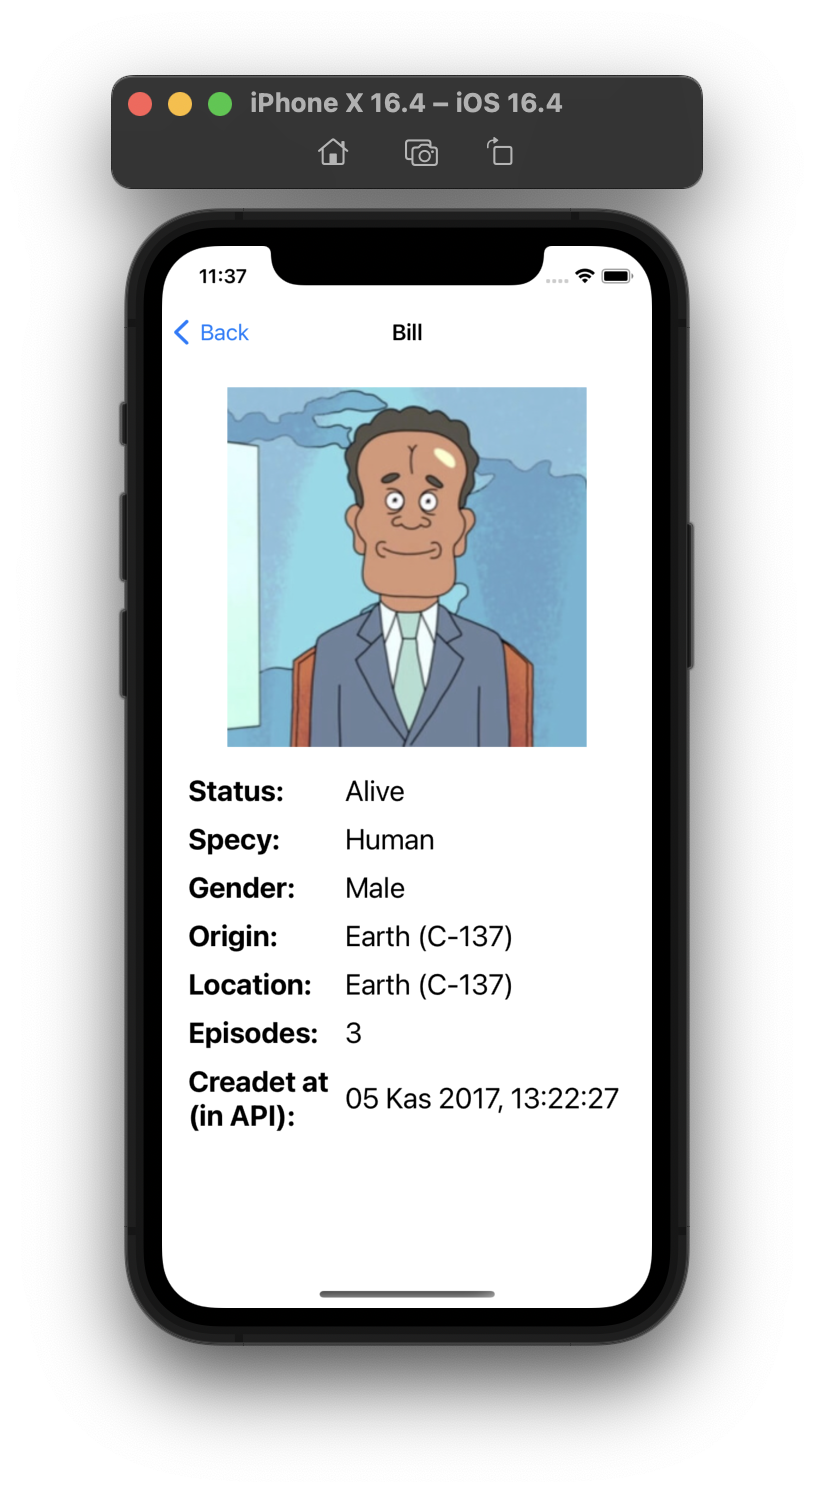 iPhone X 16.4 – iOS 16.4
11:37
Back
Bill
Status: Alive
Specy: Human
Gender: Male
Origin: Earth (C-137)
Location: Earth (C-137)
Episodes: 3
Creadet at
(in API): 05 Kas 2017, 13:22:27